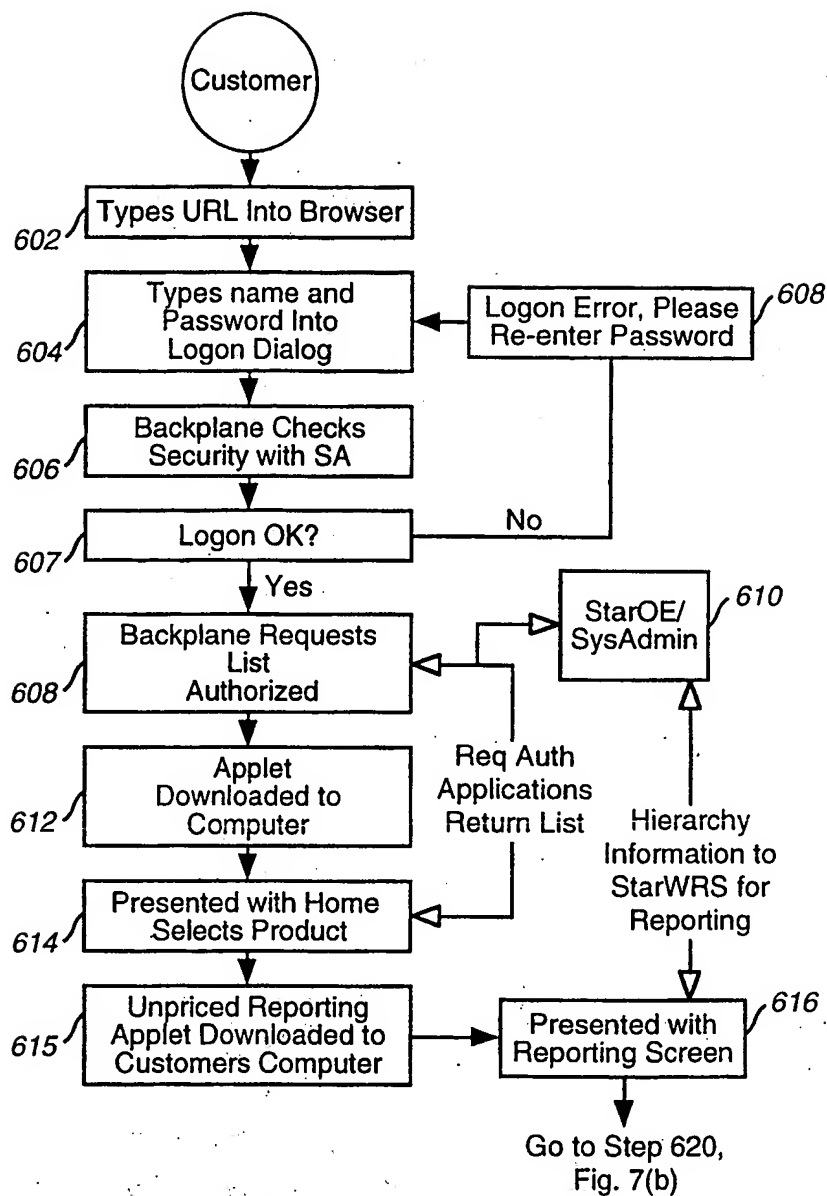 Customer
Types URL Into Browser
602
Types name and
Password Into
Logon Dialog
604
Logon Error, Please
Re-enter Password
608
Backplane Checks
Security with SA
606
Logon OK?
607
No
Yes
Backplane Requests
List
Authorized
608
StarOE/
SysAdmin
610
Req Auth
Applications
Return List
Applet
Downloaded to
Computer
612
Hierarchy
Information to
StarWRS for
Reporting
Presented with Home
Selects Product
614
Unpriced Reporting
Applet Downloaded to
Customers Computer
615
Presented with
Reporting Screen
616
Go to Step 620,
Fig. 7(b)